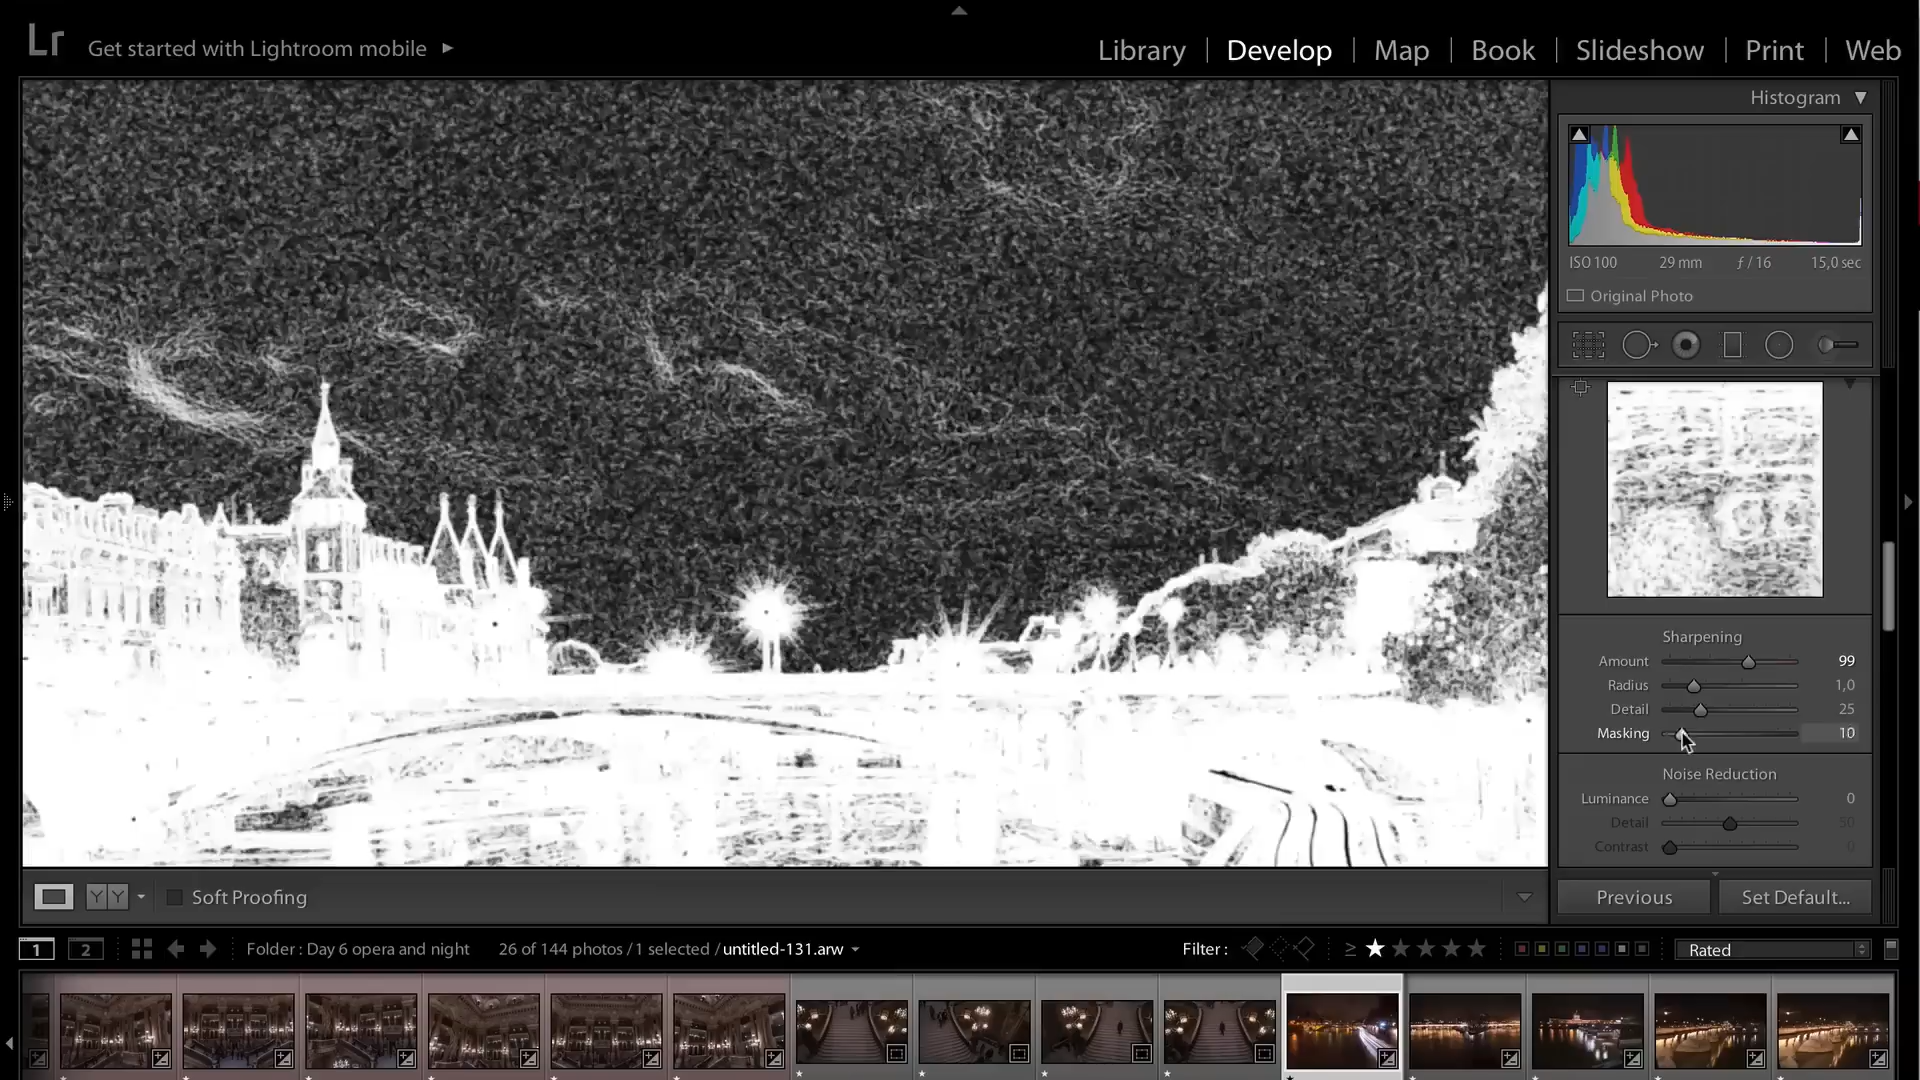 Lr Get started with Lightroom mobile
Library | Develop | Map | Book | Slideshow | Print | Web
Histogram
ISO 100 29 mm ƒ / 16 15,0 sec
Original Photo
Sharpening
Amount 99
Radius 1,0
Detail 25
Masking 10
Noise Reduction
Luminance 0
Detail 50
Contrast 0
Previous Set Default...
YY Soft Proofing
1 2 Folder : Day 6 opera and night 26 of 144 photos / 1 selected / untitled-131.arw Filter : ≥ Rated